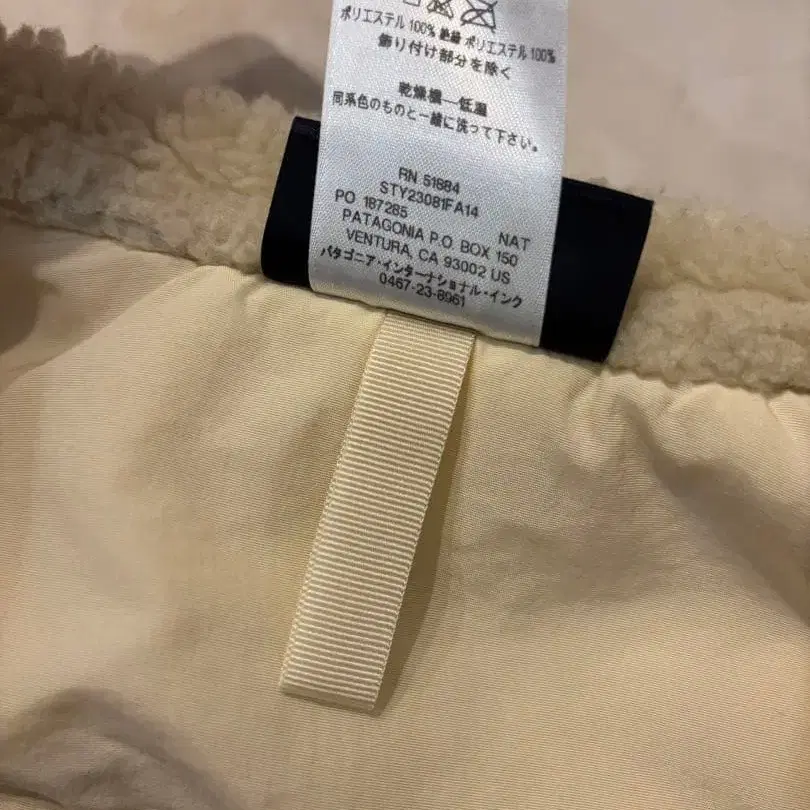 ポリエステル 100% 絶縁 ポリエステル 100%
飾り付け部分を除く
乾燥機—低温
同系色のものと一緒に洗って下さい。
RN 51884
STY23081FA14
PO 187285 NAT
PATAGONIA P.O. BOX 150
VENTURA, CA 93002 US
パタゴニア・インターナショナル・インク
0467-23-8961